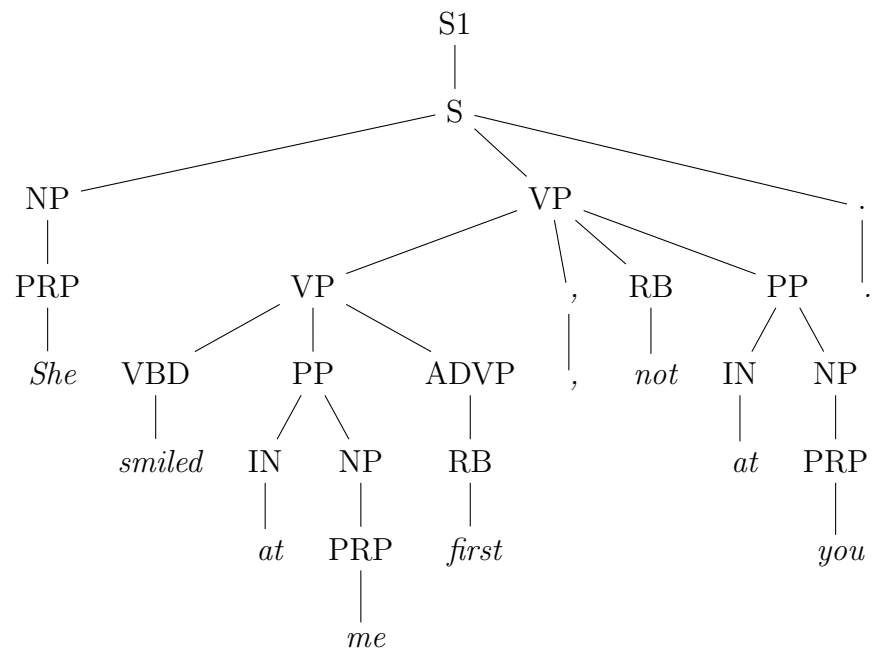 S1
S
NP VP .
PRP VP , RB PP .
She VBD PP ADVP , not IN NP
smiled IN NP RB at PRP
at PRP first you
me